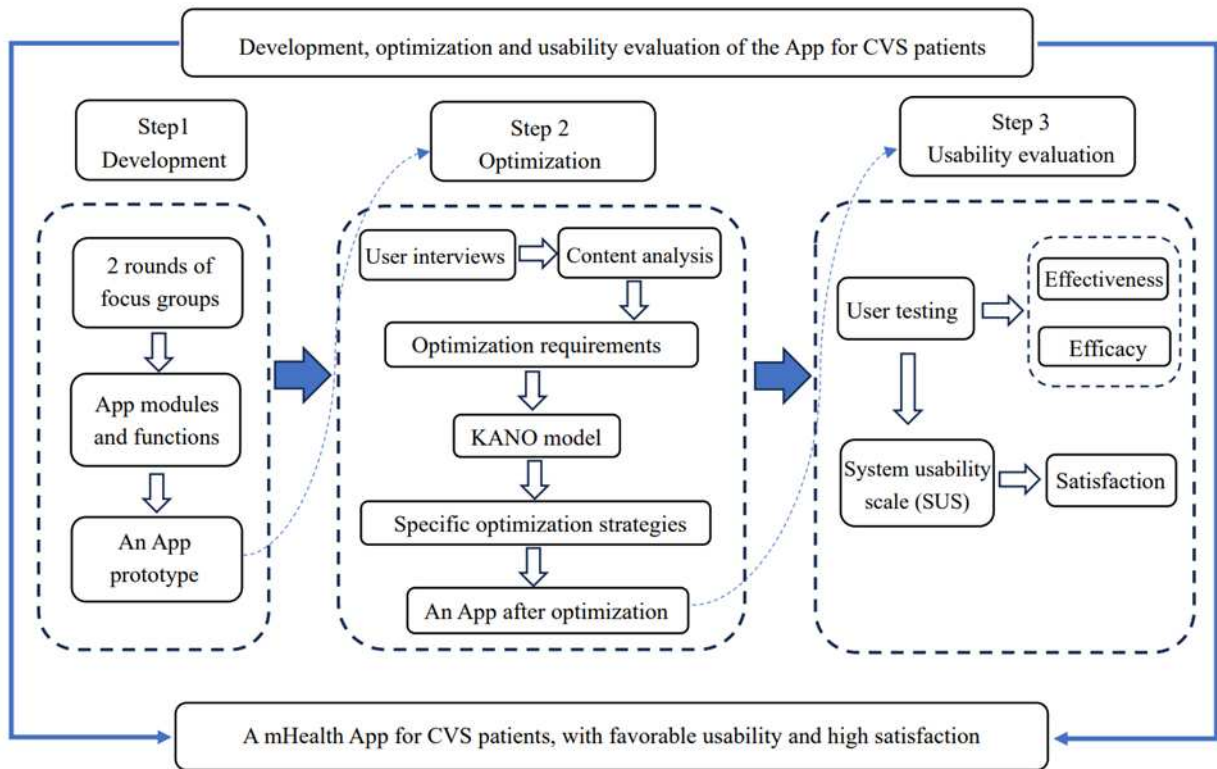 Development, optimization and usability evaluation of the App for CVS patients
Step1
Development
2 rounds of
focus groups
App modules
and functions
An App
prototype
Step 2
Optimization
User interviews
Content analysis
Optimization requirements
KANO model
Specific optimization strategies
An App after optimization
Step 3
Usability evaluation
User testing
Effectiveness
Efficacy
System usability
scale (SUS)
Satisfaction
A mHealth App for CVS patients, with favorable usability and high satisfaction